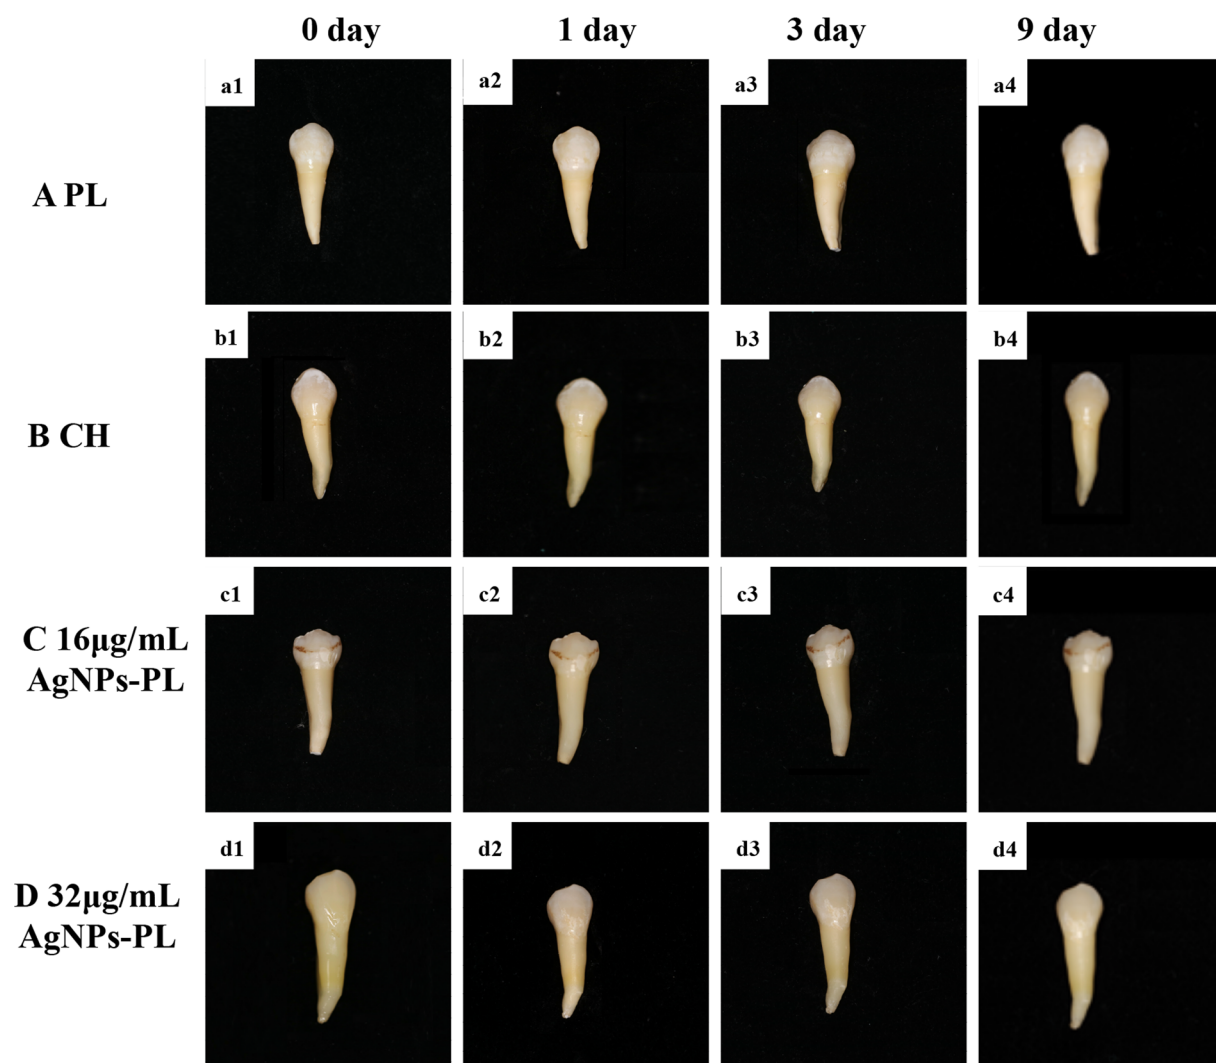 0 day 1 day 3 day 9 day
a1 a2 a3 a4
A PL
b1 b2 b3 b4
B CH
c1 c2 c3 c4
C 16μg/mL
AgNPs-PL
d1 d2 d3 d4
D 32μg/mL
AgNPs-PL